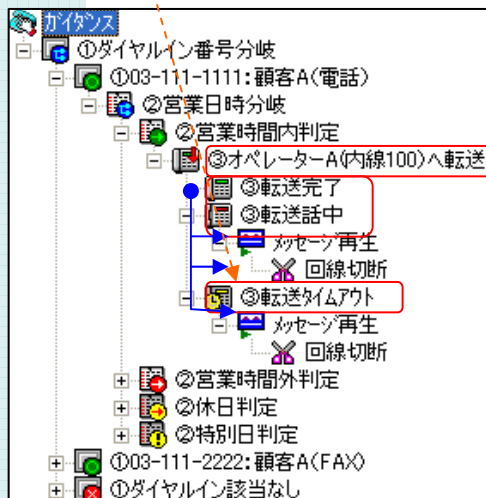 ガイダンス
①ダイヤルイン番号分岐
①03-111-1111:顧客A(電話)
②営業日時分岐
②営業時間内判定
③オペレーターA(内線100)へ転送
③転送完了
③転送話中
メッセージ再生
回線切断
③転送タイムアウト
メッセージ再生
回線切断
②営業時間外判定
②休日判定
②特別日判定
①03-111-2222:顧客A(FAX)
①ダイヤルイン該当なし